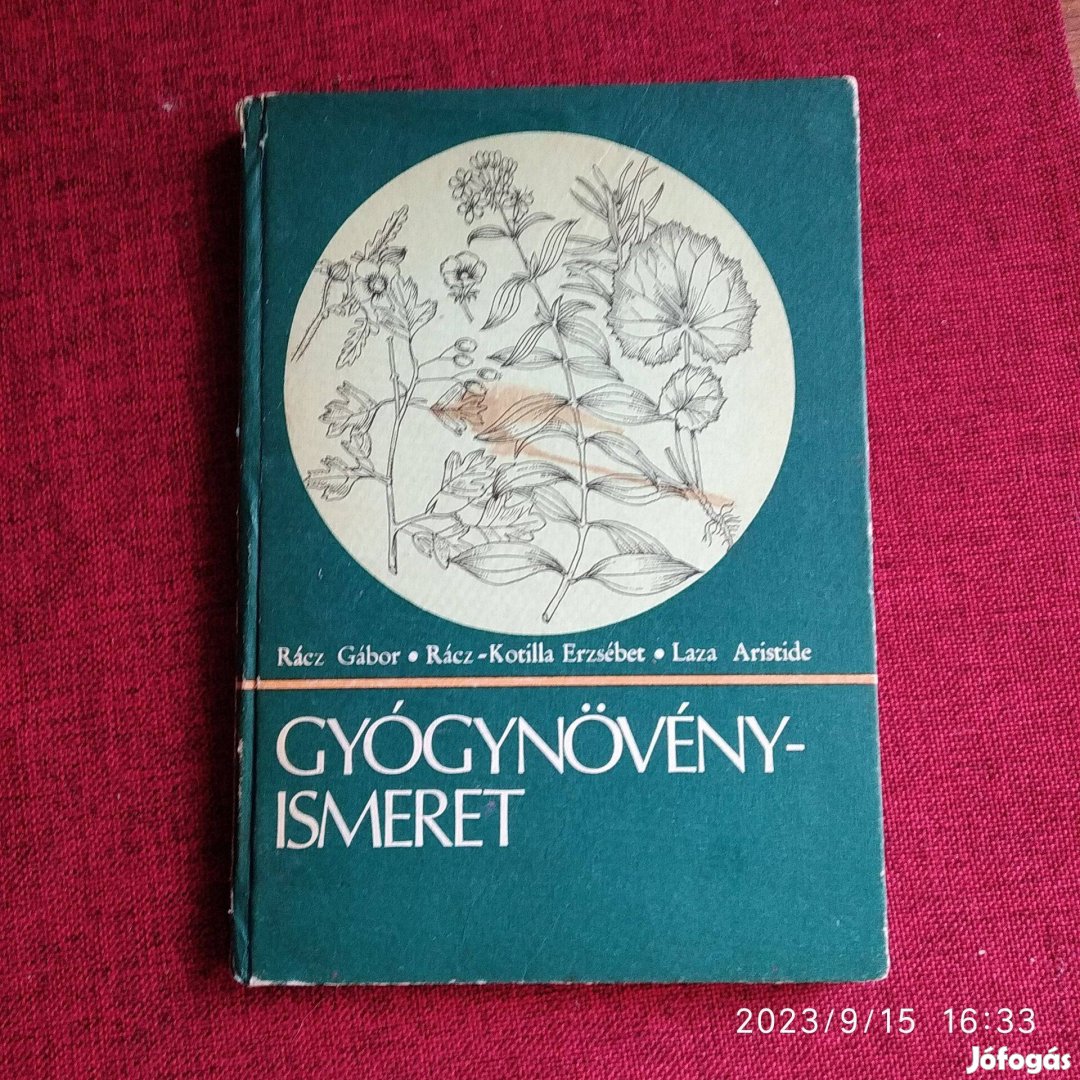 Rácz Gábor • Rácz-Kotilla Erzsébet • Laza Aristide
GYÓGYNÖVÉNY-
ISMERET
2023/9/15 16:33
Jófogás